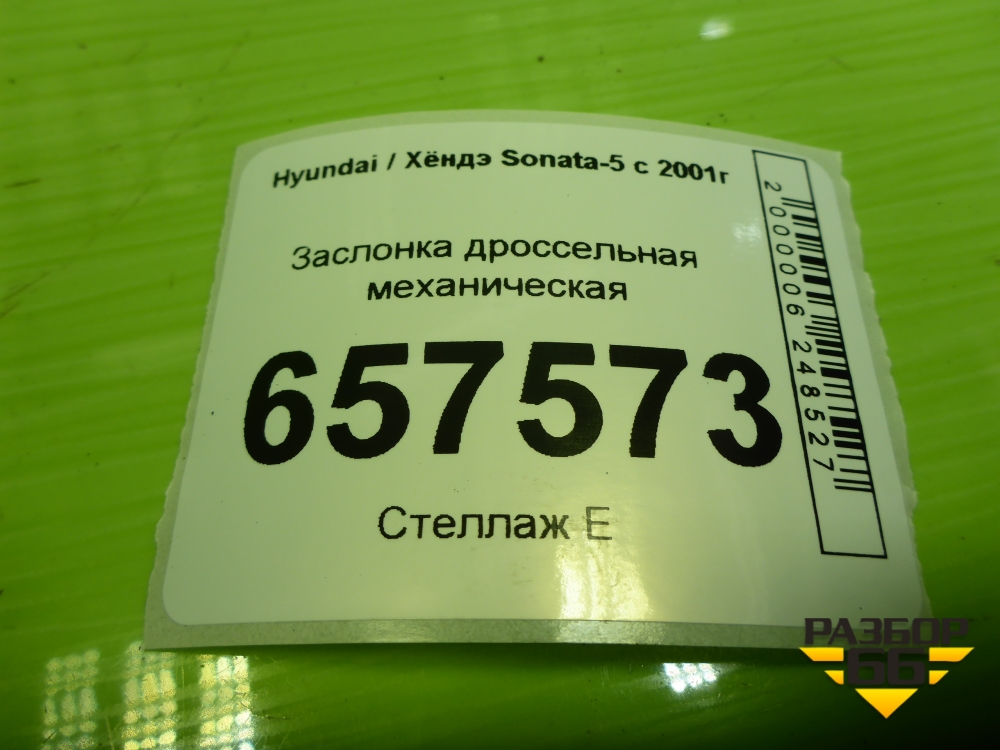 Hyundai / Хёндэ Sonata-5 с 2001г
Заслонка дроссельная
механическая
657573
Стеллаж Е
2000006248527
РАЗБОР
66